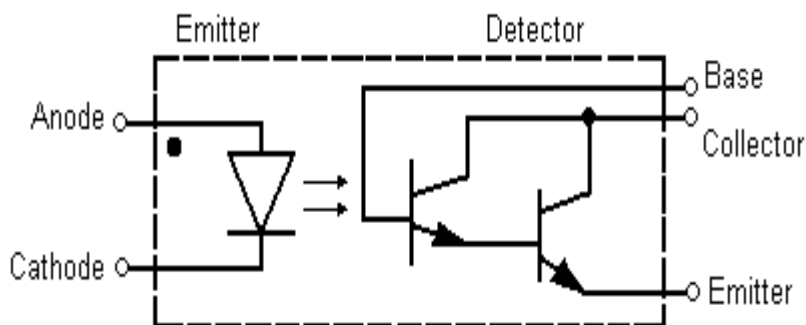 Emitter
Detector
Base
Anode
Collector
Cathode
Emitter